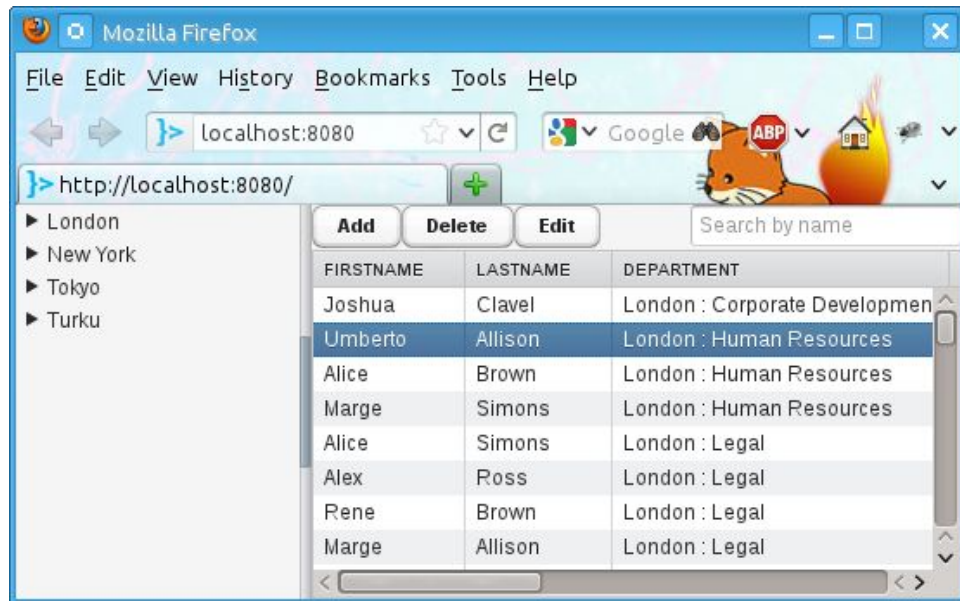 Mozilla Firefox
File Edit View History Bookmarks Tools Help
}> localhost:8080 Google ABP
}> http://localhost:8080/
▶ London
▶ New York
▶ Tokyo
▶ Turku
Add Delete Edit Search by name
FIRSTNAME LASTNAME DEPARTMENT
Joshua Clavel London : Corporate Developmen
Umberto Allison London : Human Resources
Alice Brown London : Human Resources
Marge Simons London : Human Resources
Alice Simons London : Legal
Alex Ross London : Legal
Rene Brown London : Legal
Marge Allison London : Legal